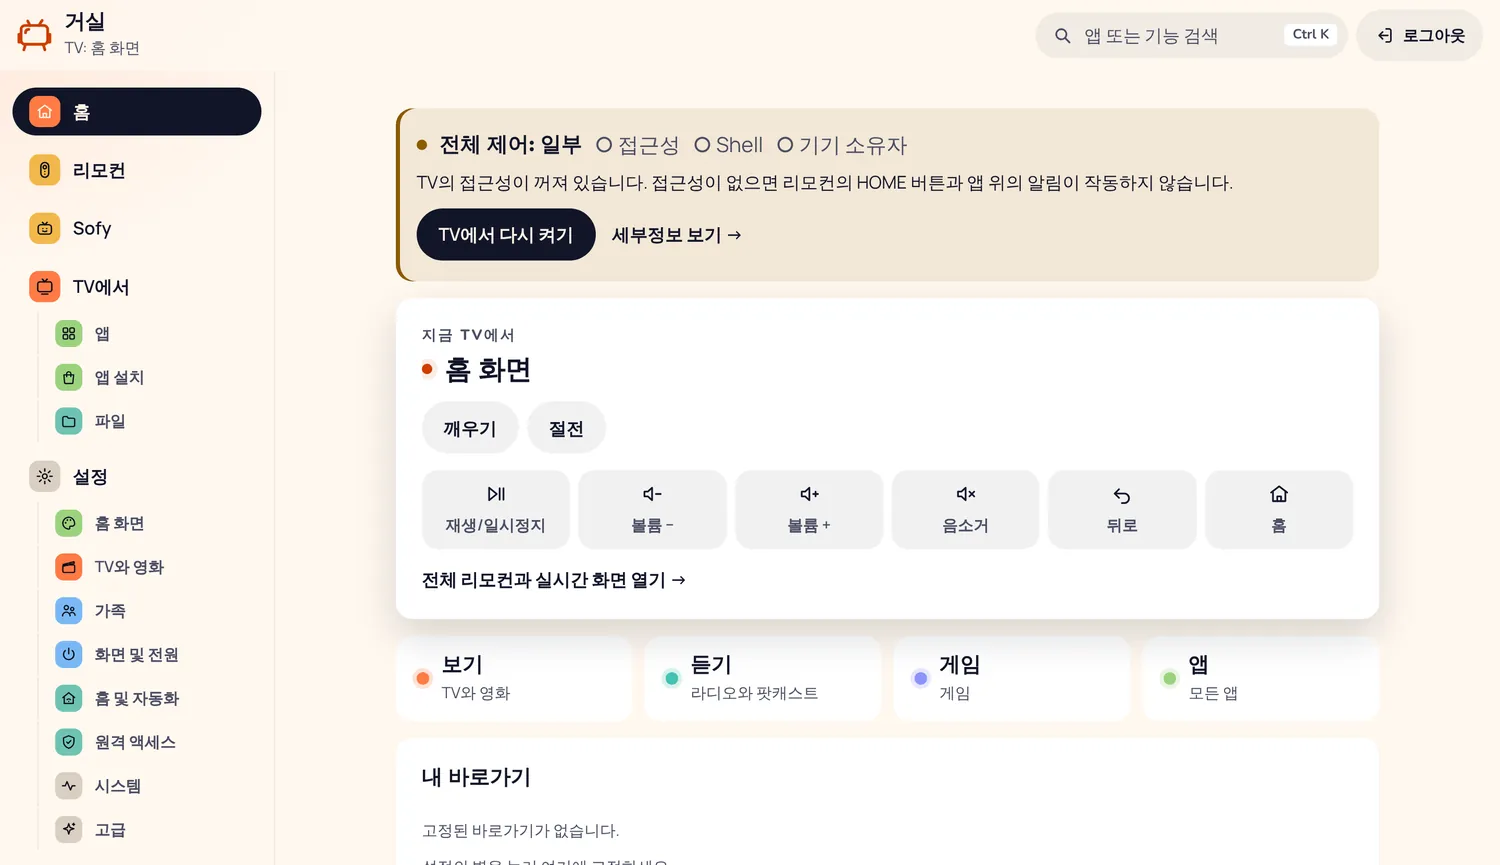 거실
TV: 홈 화면
앱 또는 기능 검색
Ctrl K
로그아웃
홈
리모컨
Sofy
TV에서
앱
앱 설치
파일
설정
홈 화면
TV와 영화
가족
화면 및 전원
홈 및 자동화
원격 액세스
시스템
고급
전체 제어: 일부 접근성 Shell 기기 소유자
TV의 접근성이 꺼져 있습니다. 접근성이 없으면 리모컨의 HOME 버튼과 앱 위의 알림이 작동하지 않습니다.
TV에서 다시 켜기
세부정보 보기 →
지금 TV에서
홈 화면
깨우기
절전
재생/일시정지
볼륨 −
볼륨 +
음소거
뒤로
홈
전체 리모컨과 실시간 화면 열기 →
보기
TV와 영화
듣기
라디오와 팟캐스트
게임
게임
앱
모든 앱
내 바로가기
고정된 바로가기가 없습니다.